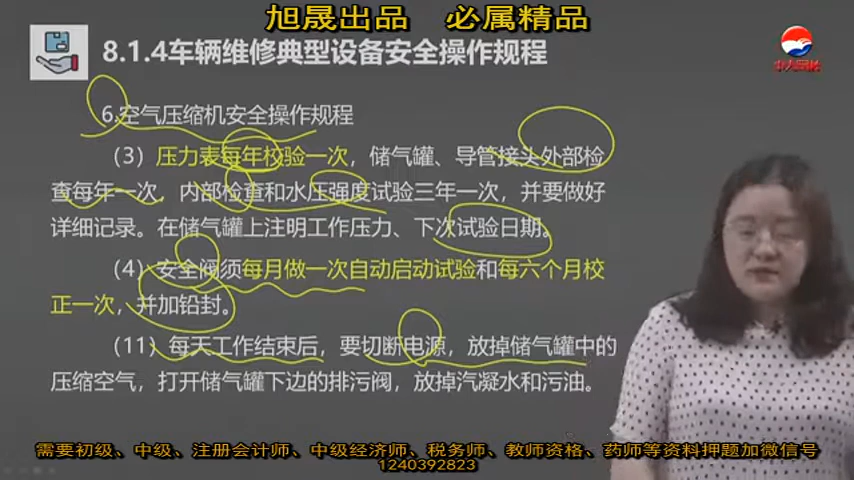 旭晟出品 必属精品
8.1.4车辆维修典型设备安全操作规程
6.空气压缩机安全操作规程
(3)压力表每年校验一次，储气罐、导管接头外部检
查每年一次，内部检查和水压强度试验三年一次，并要做好
详细记录。在储气罐上注明工作压力、下次试验日期。
(4)安全阀须每月做一次自动启动试验和每六个月校
正一次，并加铅封。
(11)每天工作结束后，要切断电源，放掉储气罐中的
压缩空气，打开储气罐下边的排污阀，放掉汽凝水和污油。
需要初级、中级、注册会计师、中级经济师、税务师、教师资格、药师等资料押题加微信号
1240392823